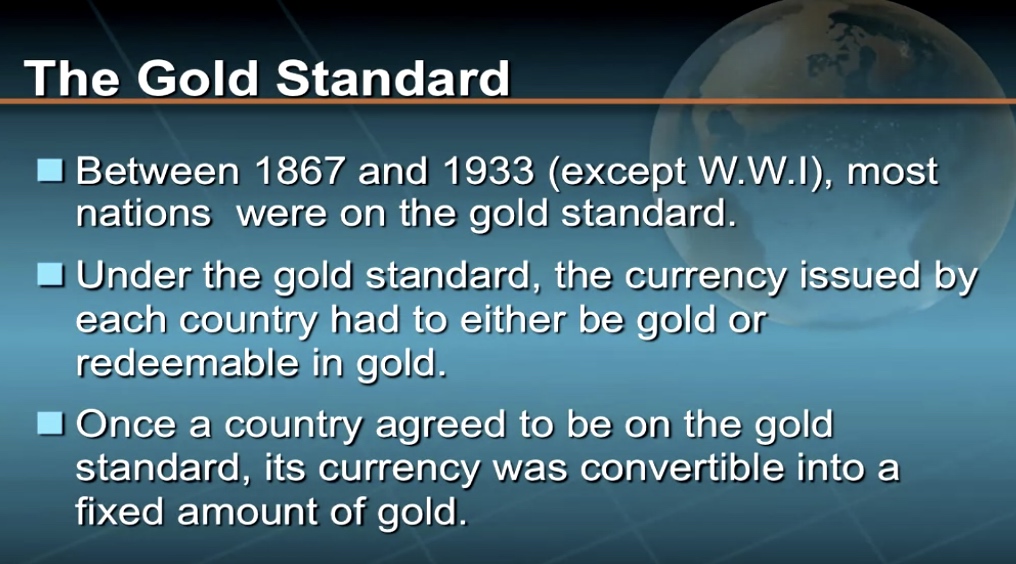 The Gold Standard
Between 1867 and 1933 (except W.W.I), most
nations were on the gold standard.
Under the gold standard, the currency issued by
each country had to either be gold or
redeemable in gold.
Once a country agreed to be on the gold
standard, its currency was convertible into a
fixed amount of gold.